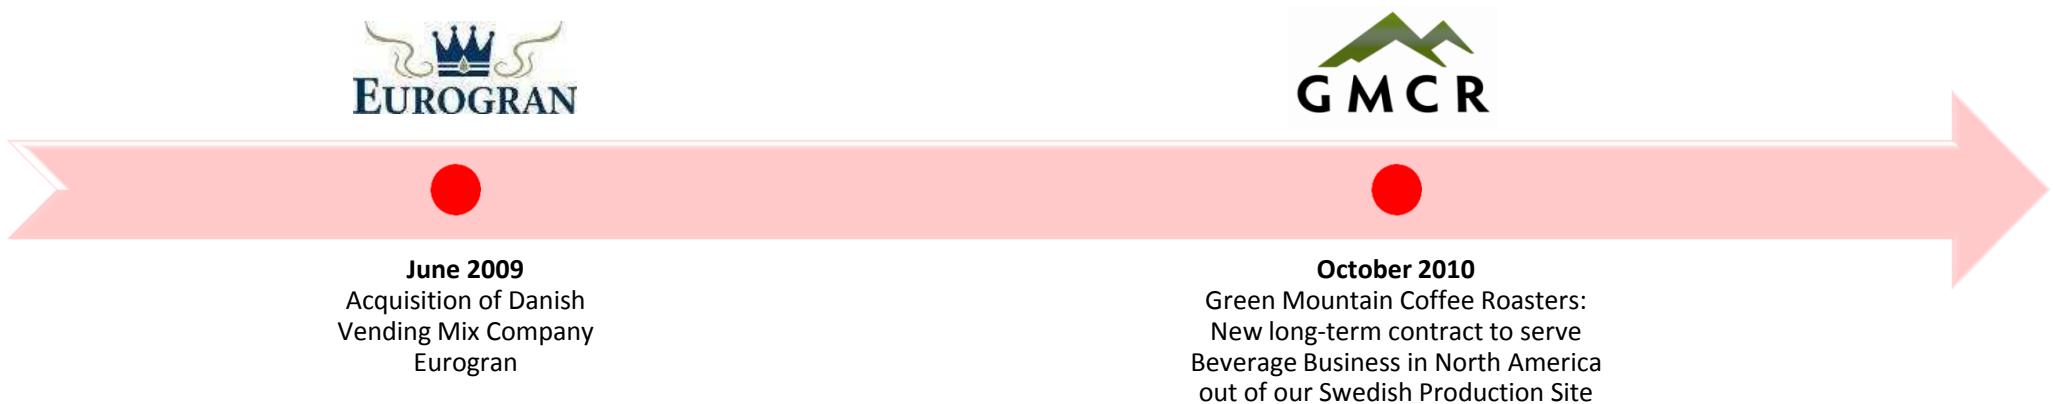 EUROGRAN
GMCR
June 2009
Acquisition of Danish
Vending Mix Company
Eurogran
October 2010
Green Mountain Coffee Roasters:
New long-term contract to serve
Beverage Business in North America
out of our Swedish Production Site